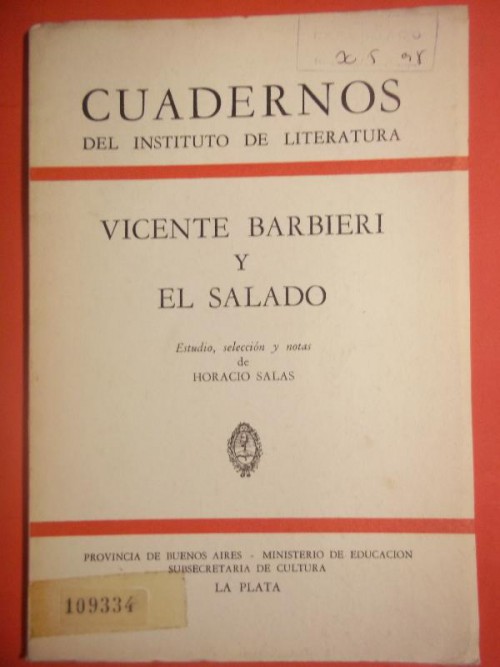 CUADERNOS
DEL INSTITUTO DE LITERATURA
VICENTE BARBIERI
Y
EL SALADO
Estudio, selección y notas
de
HORACIO SALAS
PROVINCIA DE BUENOS AIRES - MINISTERIO DE EDUCACION
SUBSECRETARIA DE CULTURA
LA PLATA
109334